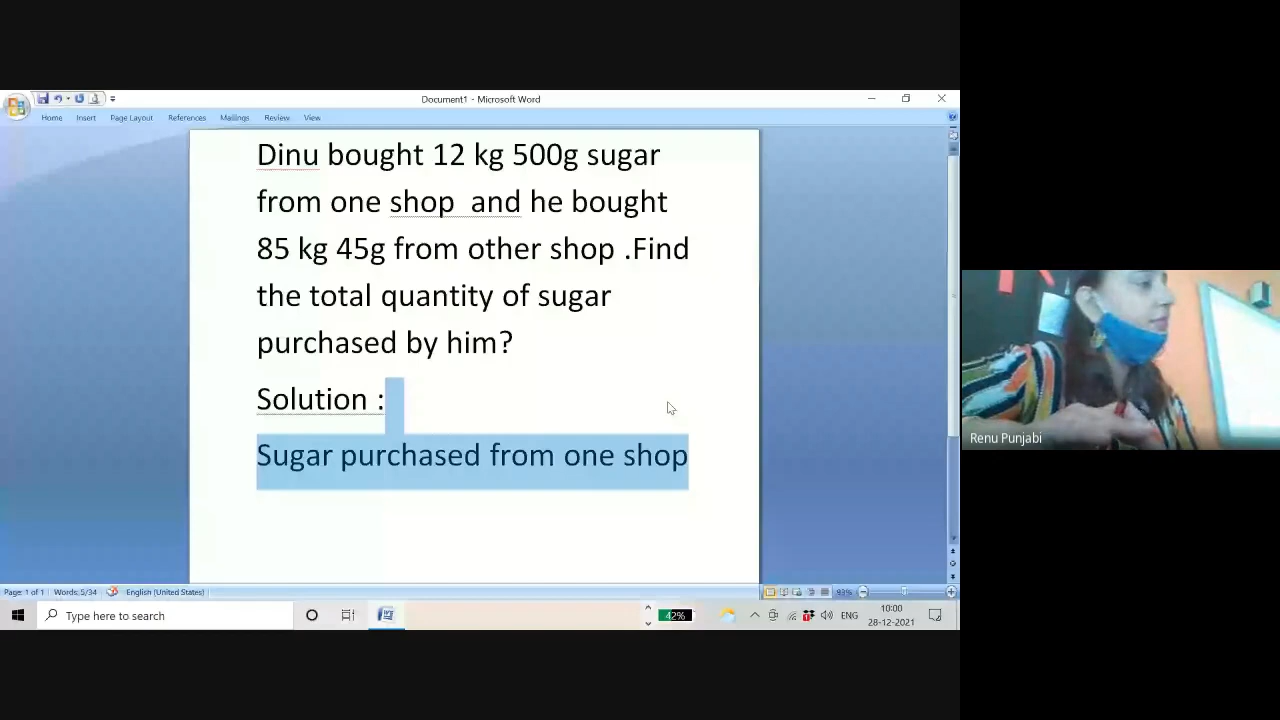 Document1 - Microsoft Word
Home Insert Page Layout References Mailings Review View
Dinu bought 12 kg 500g sugar
from one shop  and he bought
85 kg 45g from other shop .Find
the total quantity of sugar
purchased by him?
Solution :
Sugar purchased from one shop
Renu Punjabi
Page: 1 of 1 Words: 5/34 English (United States) 93%
Type here to search 42% ENG 10:00
28-12-2021